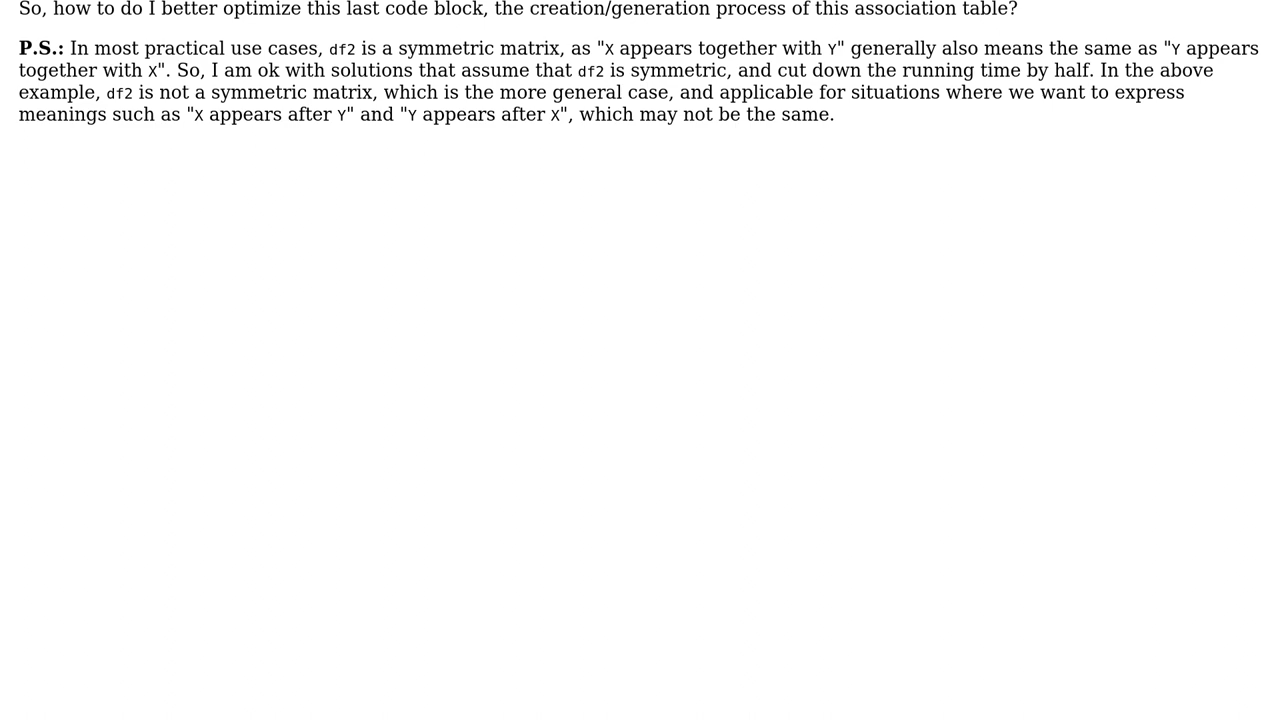 So, how to do I better optimize this last code block, the creation/generation process of this association table?
P.S.: In most practical use cases, df2 is a symmetric matrix, as "X appears together with Y" generally also means the same as "Y appears
together with X". So, I am ok with solutions that assume that df2 is symmetric, and cut down the running time by half. In the above
example, df2 is not a symmetric matrix, which is the more general case, and applicable for situations where we want to express
meanings such as "X appears after Y" and "Y appears after X", which may not be the same.